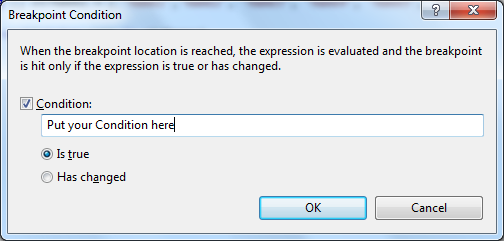 Breakpoint Condition
When the breakpoint location is reached, the expression is evaluated and the breakpoint
is hit only if the expression is true or has changed.
Condition:
Put your Condition here
Is true
Has changed
OK Cancel